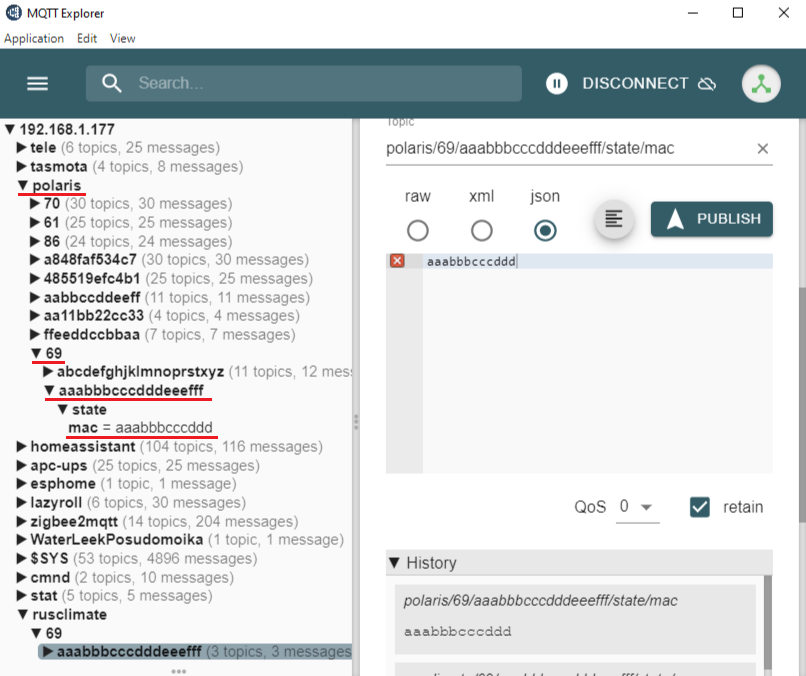 MQTT Explorer
Application Edit View
Search...
DISCONNECT
192.168.1.177
tele (6 topics, 25 messages)
tasmota (4 topics, 8 messages)
polaris
70 (30 topics, 30 messages)
61 (25 topics, 25 messages)
86 (24 topics, 24 messages)
a848faf534c7 (30 topics, 30 messages)
485519efc4b1 (25 topics, 25 messages)
aabbccddeeff (11 topics, 11 messages)
aa11bb22cc33 (4 topics, 4 messages)
ffeeddccbbaa (7 topics, 7 messages)
69
abcdefghjklmnoprstxyz (11 topics, 12 mess
aaabbbcccdddeeefff
state
mac = aaabbbcccddd
homeassistant (104 topics, 116 messages)
apc-ups (25 topics, 25 messages)
esphome (1 topic, 1 message)
lazyroll (6 topics, 30 messages)
zigbee2mqtt (14 topics, 204 messages)
WaterLeekPosudomoika (1 topic, 1 message)
$SYS (53 topics, 4896 messages)
cmnd (2 topics, 10 messages)
stat (5 topics, 5 messages)
rusclimate
69
aaabbbcccdddeeefff (3 topics, 3 messages
Topic
polaris/69/aaabbbcccdddeeefff/state/mac
raw xml json
PUBLISH
aaabbbcccddd
QoS 0 retain
History
polaris/69/aaabbbcccdddeeefff/state/mac
aaabbbcccddd